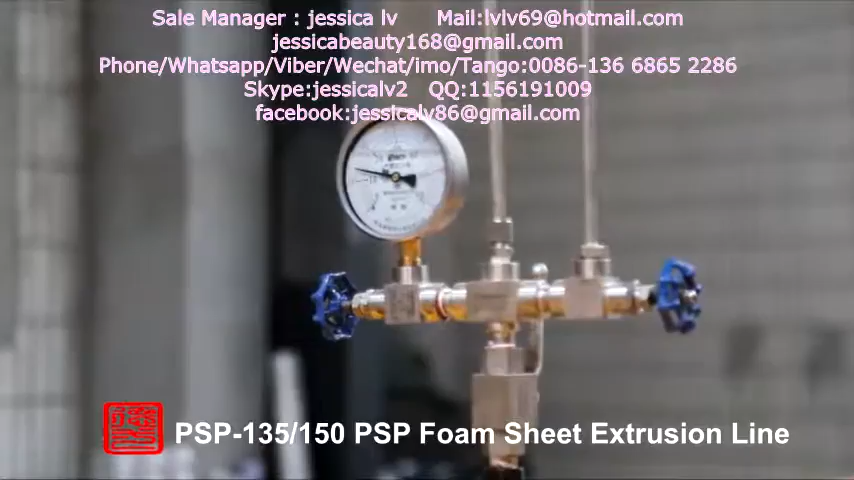 Sale Manager : jessica lv Mail:lvlv69@hotmail.com
jessicabeauty168@gmail.com
Phone/Whatsapp/Viber/Wechat/imo/Tango:0086-136 6865 2286
Skype:jessicalv2 QQ:1156191009
facebook:jessicalv86@gmail.com
PSP-135/150 PSP Foam Sheet Extrusion Line